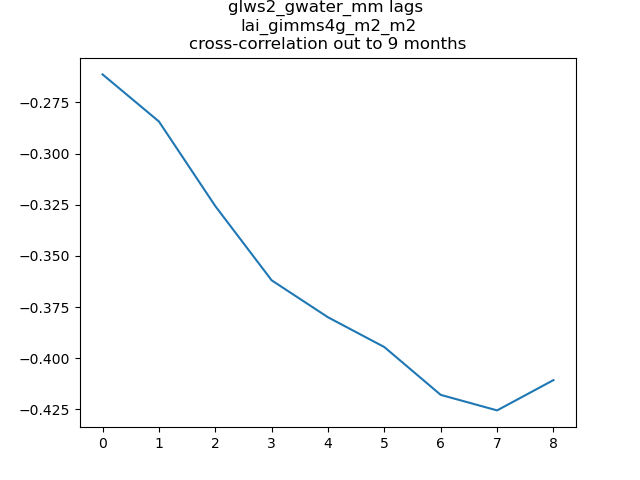 glws2_gwater_mm lags
lai_gimms4g_m2_m2
cross-correlation out to 9 months
−0.275
−0.300
−0.325
−0.350
−0.375
−0.400
−0.425
0 1 2 3 4 5 6 7 8